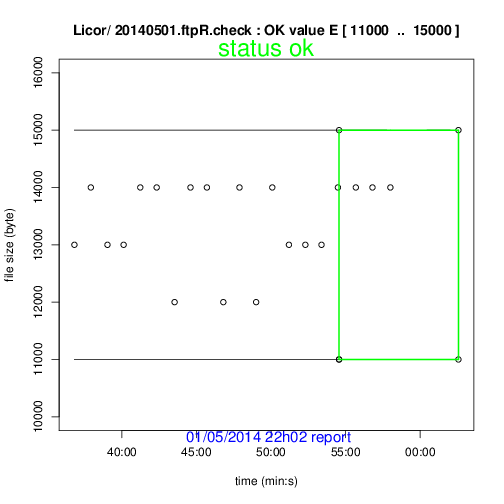 Licor/ 20140501.ftpR.check : OK value E [ 11000 .. 15000 ]
status ok
16000
15000
14000
13000
12000
11000
10000
file size (byte)
01/05/2014 22h02 report
40:00 45:00 50:00 55:00 00:00
time (min:s)